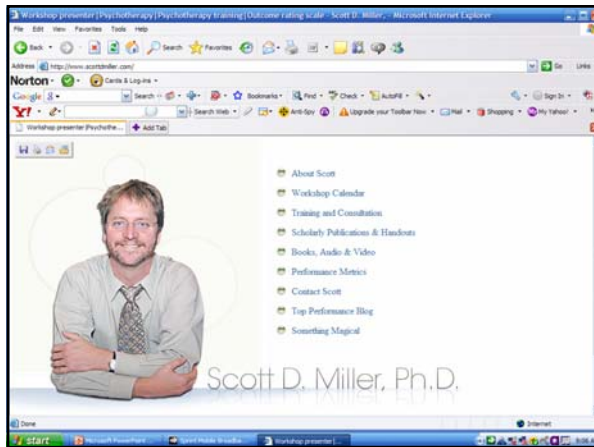 Workshop presenter|Psychotherapy|Psychotherapy training|Outcome rating scale - Scott D. Miller, - Microsoft Internet Explorer
File Edit View Favorites Tools Help
Back Search Favorites
Address http://www.scottdmiller.com/ Go Links
Norton Cards & Log-ins
Google Search Bookmarks Find Check AutoFill Sign In
Y! Search Web Anti-Spy Upgrade your Toolbar Now Mail Shopping My Yahoo!
Workshop presenter|Psychothe... Add Tab
About Scott
Workshop Calendar
Training and Consultation
Scholarly Publications & Handouts
Books, Audio & Video
Performance Metrics
Contact Scott
Top Performance Blog
Something Magical
Scott D. Miller, Ph.D.
Done Internet
start Microsoft PowerPoint ... Sprint Mobile Broadba... Workshop presenter|...